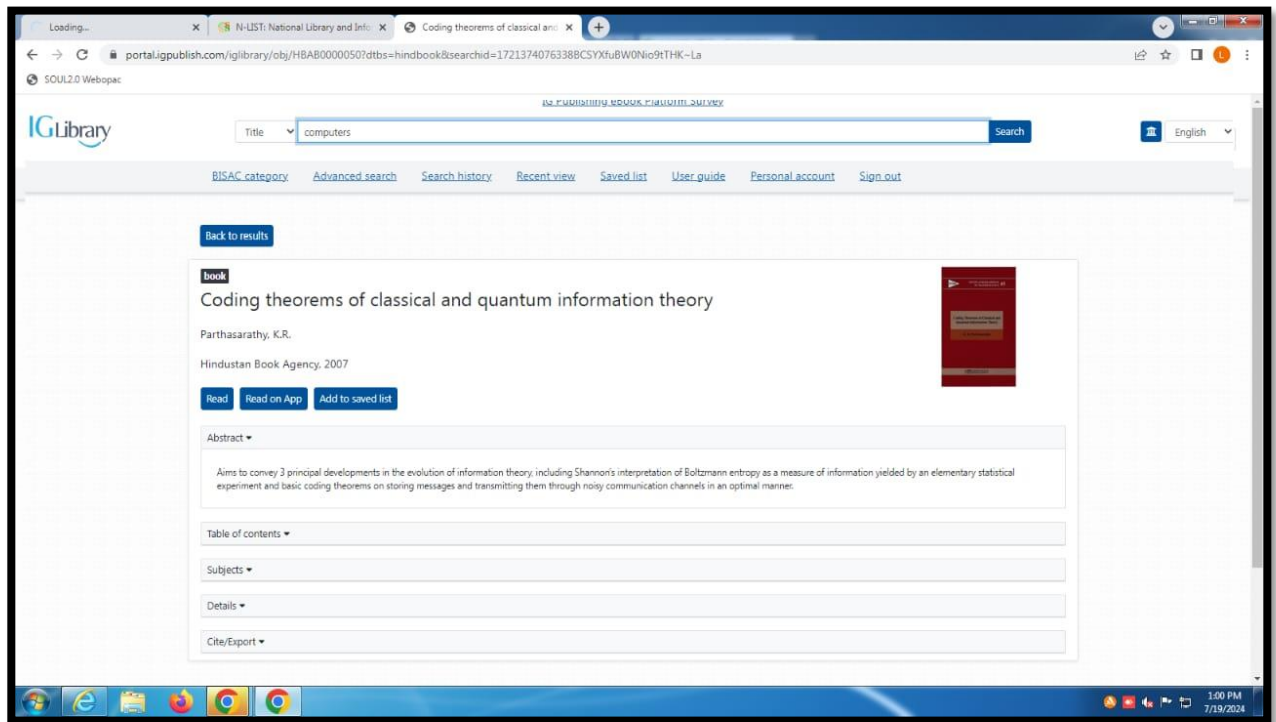 Loading...
N-LIST: National Library and Info
Coding theorems of classical and
portal.igpublish.com/iglibrary/obj/HBAB0000050?dtbs=hindbook&searchid=1721374076338BCSYXfuBW0Nio9tTHK~La
SOUL2.0 Webopac
IG Publishing eBook Platform Survey
IGLibrary
Title
computers
Search
English
BISAC category Advanced search Search history Recent view Saved list User guide Personal account Sign out
Back to results
book
Coding theorems of classical and quantum information theory
Parthasarathy, K.R.
Hindustan Book Agency, 2007
Read Read on App Add to saved list
Abstract
Aims to convey 3 principal developments in the evolution of information theory, including Shannon's interpretation of Boltzmann entropy as a measure of information yielded by an elementary statistical
experiment and basic coding theorems on storing messages and transmitting them through noisy communication channels in an optimal manner.
Table of contents
Subjects
Details
Cite/Export
1:00 PM
7/19/2024